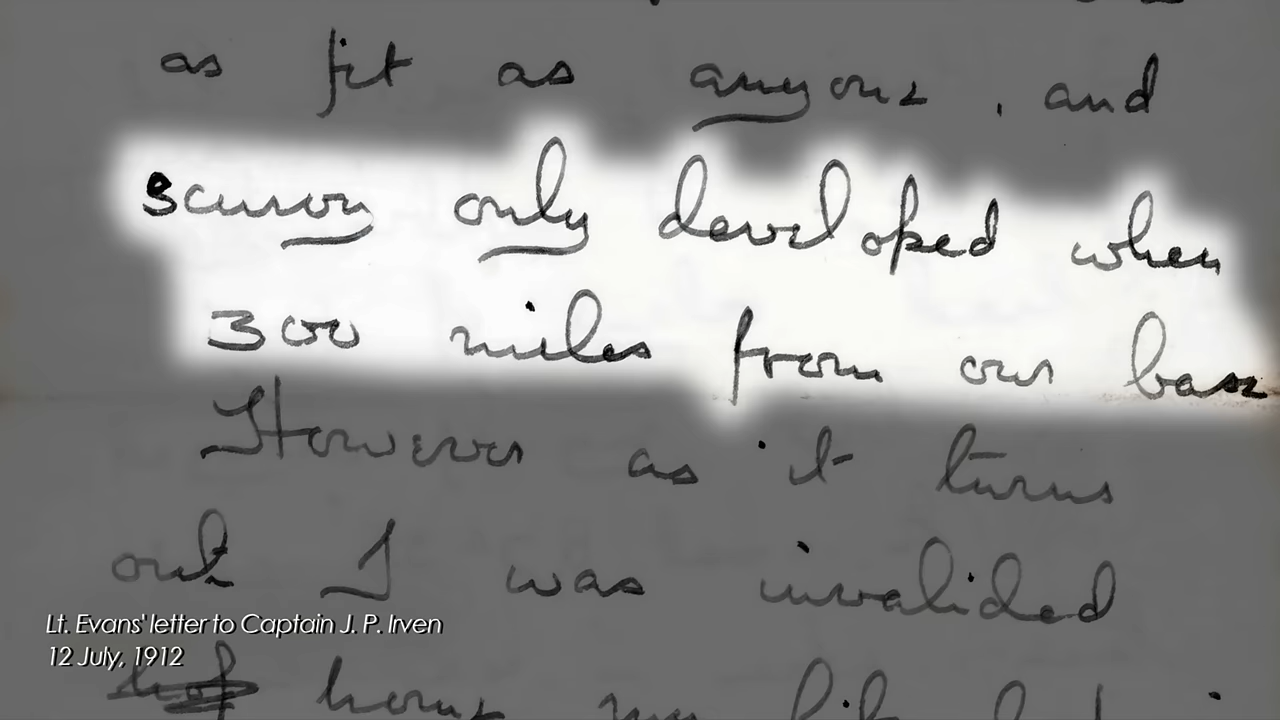 as fit as anyone, and
scurvy only developed when
300 miles from our base
However as it turns
out I was invalided
home my
Lt. Evans' letter to Captain J. P. Irven
12 July, 1912